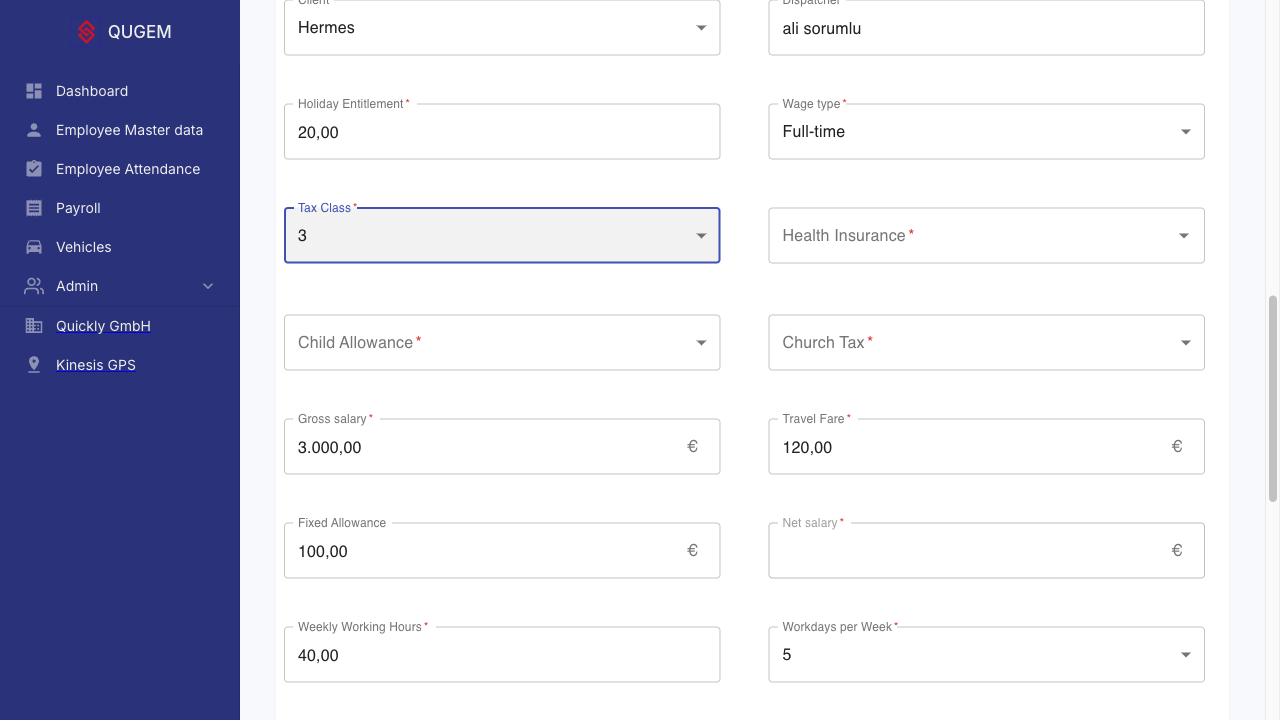 QUGEM
Dashboard
Employee Master data
Employee Attendance
Payroll
Vehicles
Admin
Quickly GmbH
Kinesis GPS
Client
Hermes
Dispatcher
ali sorumlu
Holiday Entitlement *
20,00
Wage type *
Full-time
Tax Class *
3
Health Insurance *
Child Allowance *
Church Tax *
Gross salary *
3.000,00 €
Travel Fare *
120,00 €
Fixed Allowance
100,00 €
Net salary *
€
Weekly Working Hours *
40,00
Workdays per Week *
5